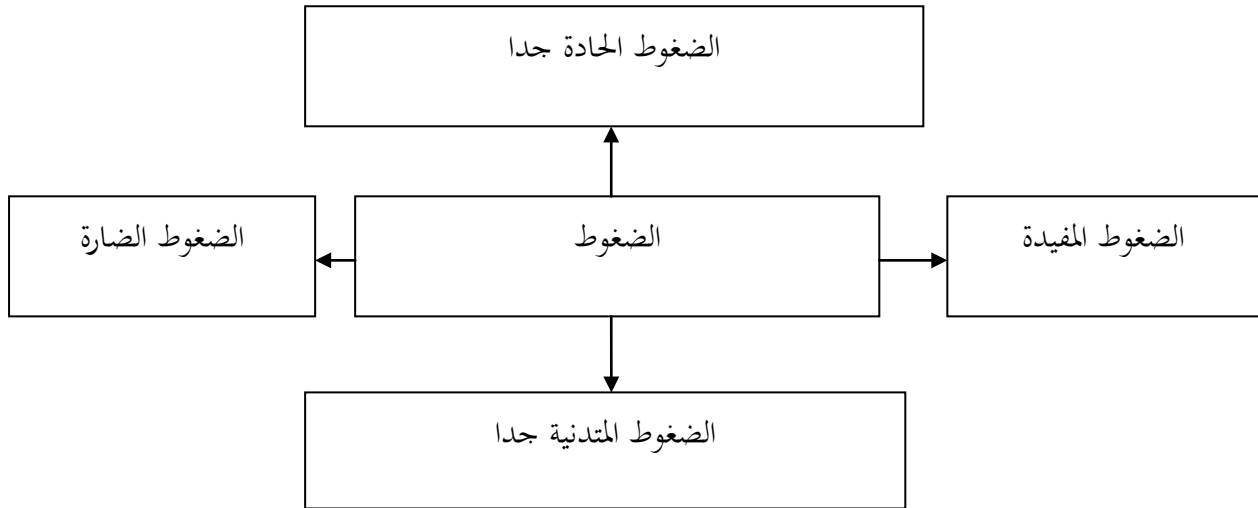 الضغوط الحادة جدا
الضغوط المفيدة
الضغوط
الضغوط الضارة
الضغوط المتدنية جدا